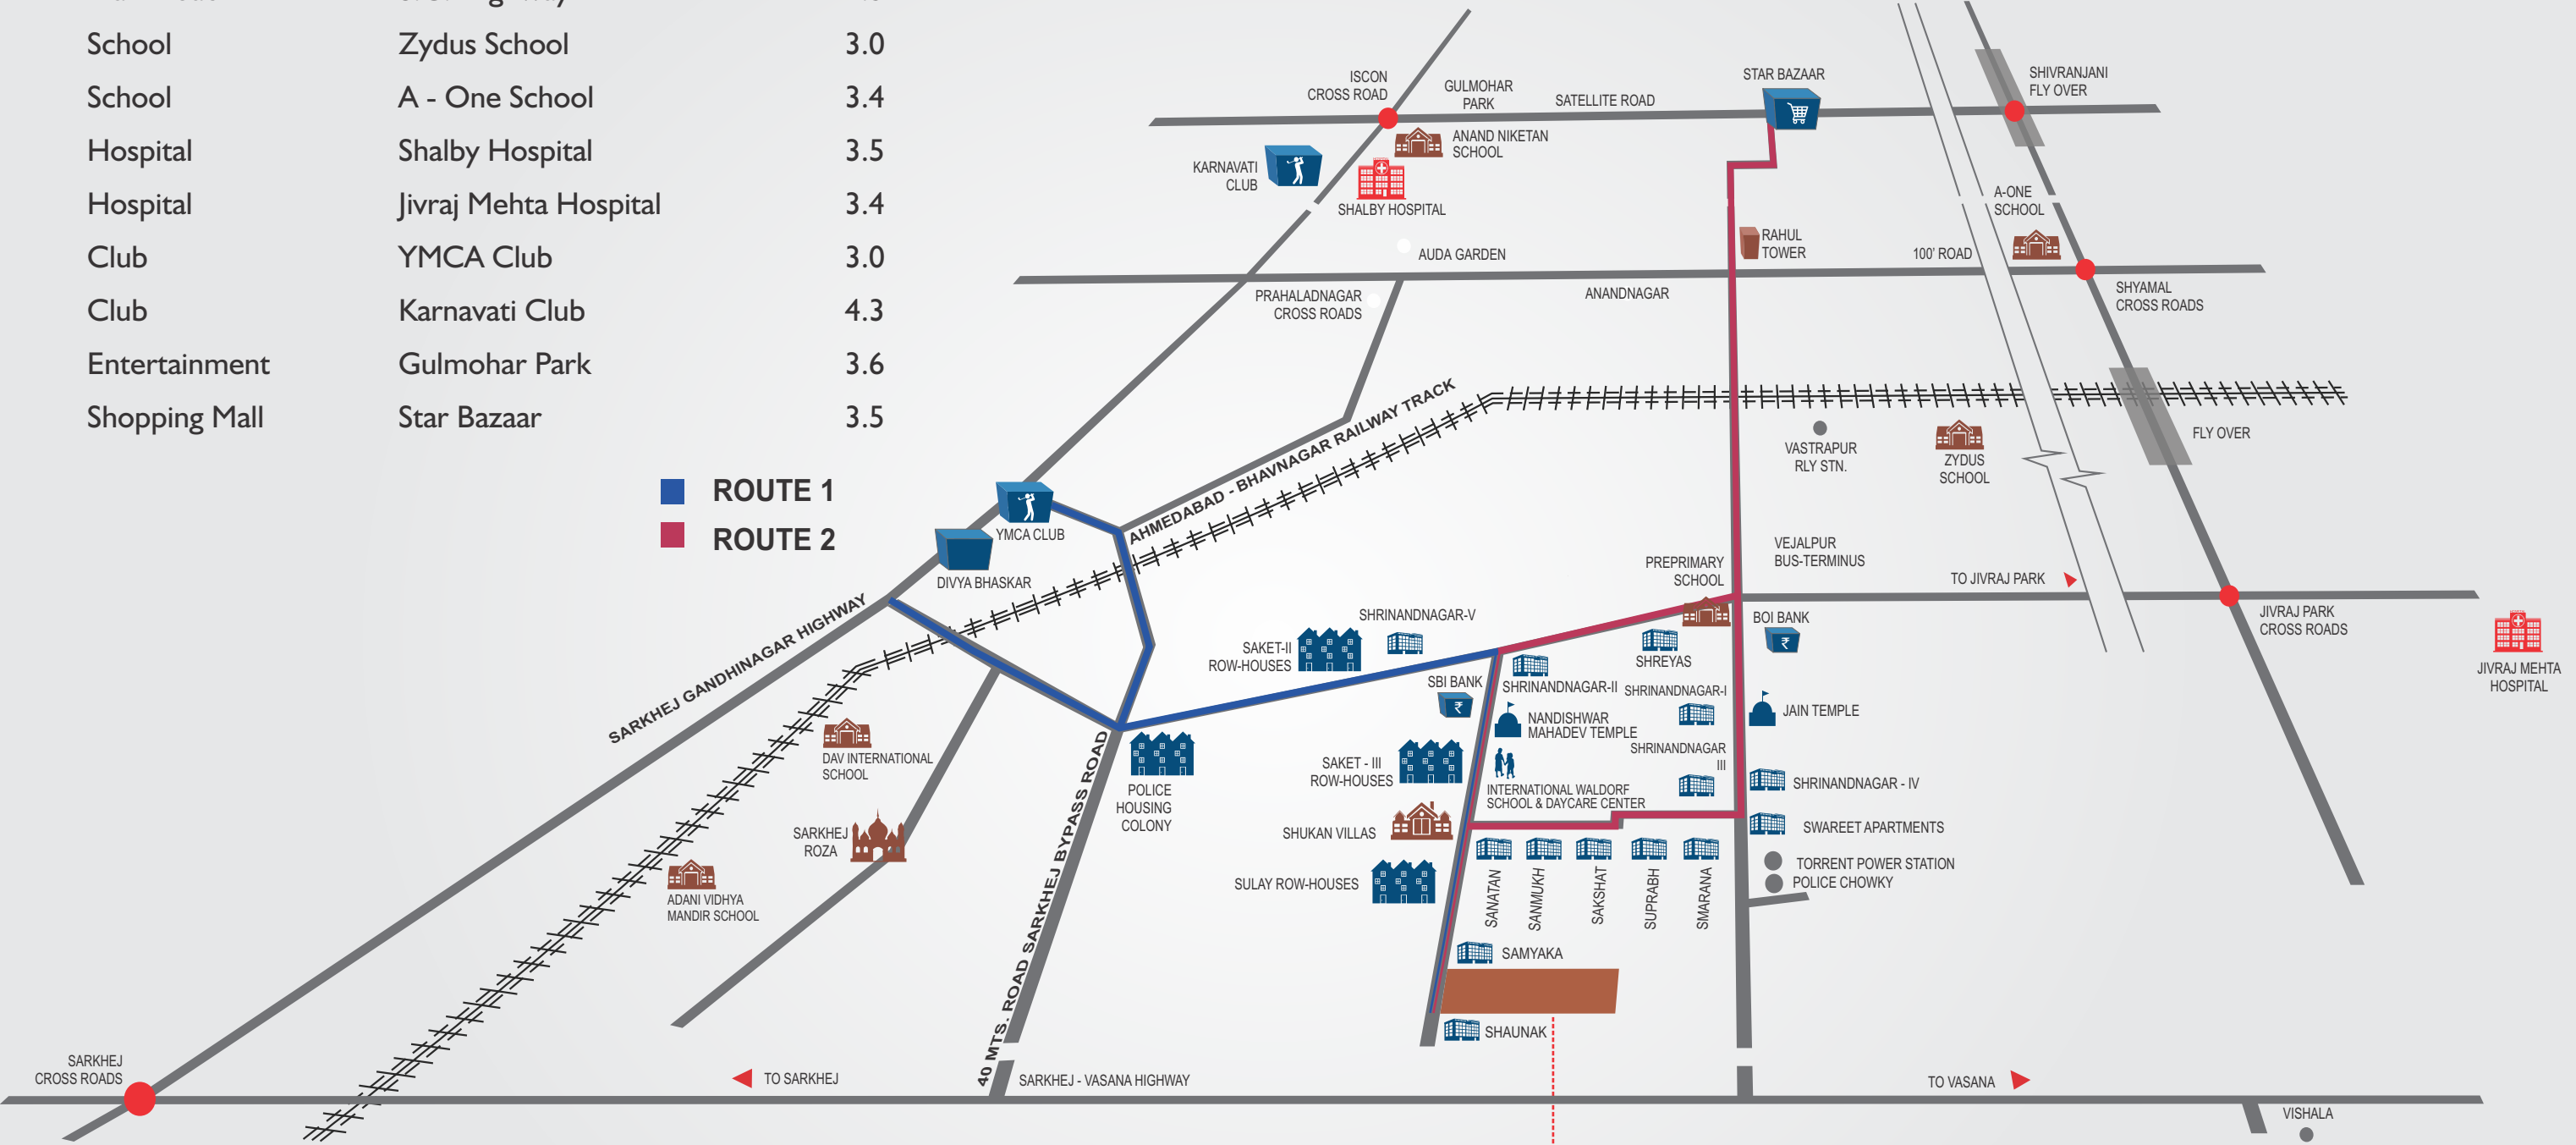 School Zydus School 3.0
School A - One School 3.4
Hospital Shalby Hospital 3.5
Hospital Jivraj Mehta Hospital 3.4
Club YMCA Club 3.0
Club Karnavati Club 4.3
Entertainment Gulmohar Park 3.6
Shopping Mall Star Bazaar 3.5
ROUTE 1
ROUTE 2
ISCON
CROSS ROAD
GULMOHAR
PARK
SATELLITE ROAD
STAR BAZAAR
SHIVRANJANI
FLY OVER
KARNAVATI
CLUB
ANAND NIKETAN
SCHOOL
SHALBY HOSPITAL
A-ONE
SCHOOL
AUDA GARDEN
RAHUL
TOWER
100' ROAD
PRAHALADNAGAR
CROSS ROADS
ANANDNAGAR
SHYAMAL
CROSS ROADS
AHMEDABAD - BHAVNAGAR RAILWAY TRACK
VASTRAPUR
RLY STN.
ZYDUS
SCHOOL
FLY OVER
YMCA CLUB
DIVYA BHASKAR
SARKHEJ GANDHINAGAR HIGHWAY
PREPRIMARY
SCHOOL
VEJALPUR
BUS-TERMINUS
TO JIVRAJ PARK
JIVRAJ PARK
CROSS ROADS
JIVRAJ MEHTA
HOSPITAL
SHRINANDNAGAR-V
SAKET-II
ROW-HOUSES
BOI BANK
SHREYAS
SBI BANK
SHRINANDNAGAR-II
SHRINANDNAGAR-I
JAIN TEMPLE
NANDISHWAR
MAHADEV TEMPLE
DAV INTERNATIONAL
SCHOOL
SAKET - III
ROW-HOUSES
SHRINANDNAGAR
III
SHRINANDNAGAR - IV
POLICE
HOUSING
COLONY
INTERNATIONAL WALDORF
SCHOOL & DAYCARE CENTER
SARKHEJ
ROZA
SHUKAN VILLAS
SWAREET APARTMENTS
TORRENT POWER STATION
POLICE CHOWKY
ADANI VIDHYA
MANDIR SCHOOL
SULAY ROW-HOUSES
SANATAN
SANMUKH
SAKSHAT
SUPRABH
SMARANA
40 MTS. ROAD SARKHEJ BYPASS ROAD
SAMYAKA
SHAUNAK
SARKHEJ
CROSS ROADS
TO SARKHEJ
SARKHEJ - VASANA HIGHWAY
TO VASANA
VISHALA